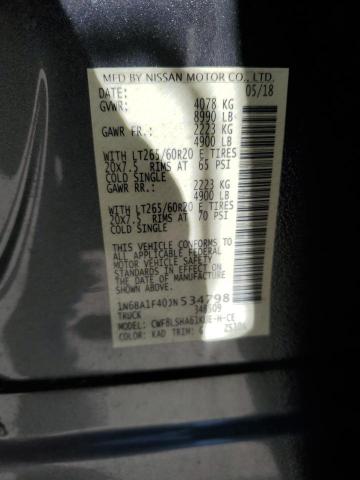 MFD BY NISSAN MOTOR CO., LTD.
DATE: 05/18
GVWR: 4078 KG
8990 LB
GAWR FR.: 2223 KG
4900 LB
WITH LT265/60R20 E TIRES
20X7.5 RIMS AT 65 PSI
COLD SINGLE
GAWR RR.: 2223 KG
4900 LB
WITH LT265/60R20 E TIRES
20X7.5 RIMS AT 70 PSI
COLD SINGLE
THIS VEHICLE CONFORMS TO ALL
APPLICABLE FEDERAL
MOTOR VEHICLE SAFETY
STANDARDS IN EFFECT ON THE
DATE OF MANUFACTURE
SHOWN ABOVE.
1N6BA1F40JN534798
TRUCK
MODEL: CWFBLSHA61KUE-H-CE
COLOR: KAD TRIM: G